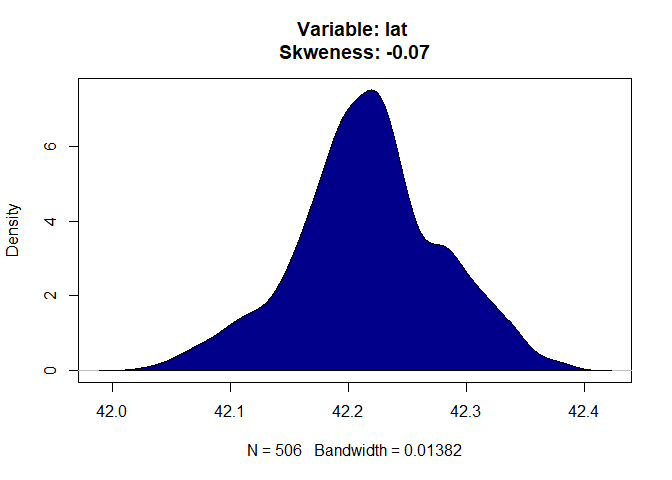 Variable: lat
Skweness: -0.07
Density
6
4
2
0
42.0 42.1 42.2 42.3 42.4
N = 506 Bandwidth = 0.01382